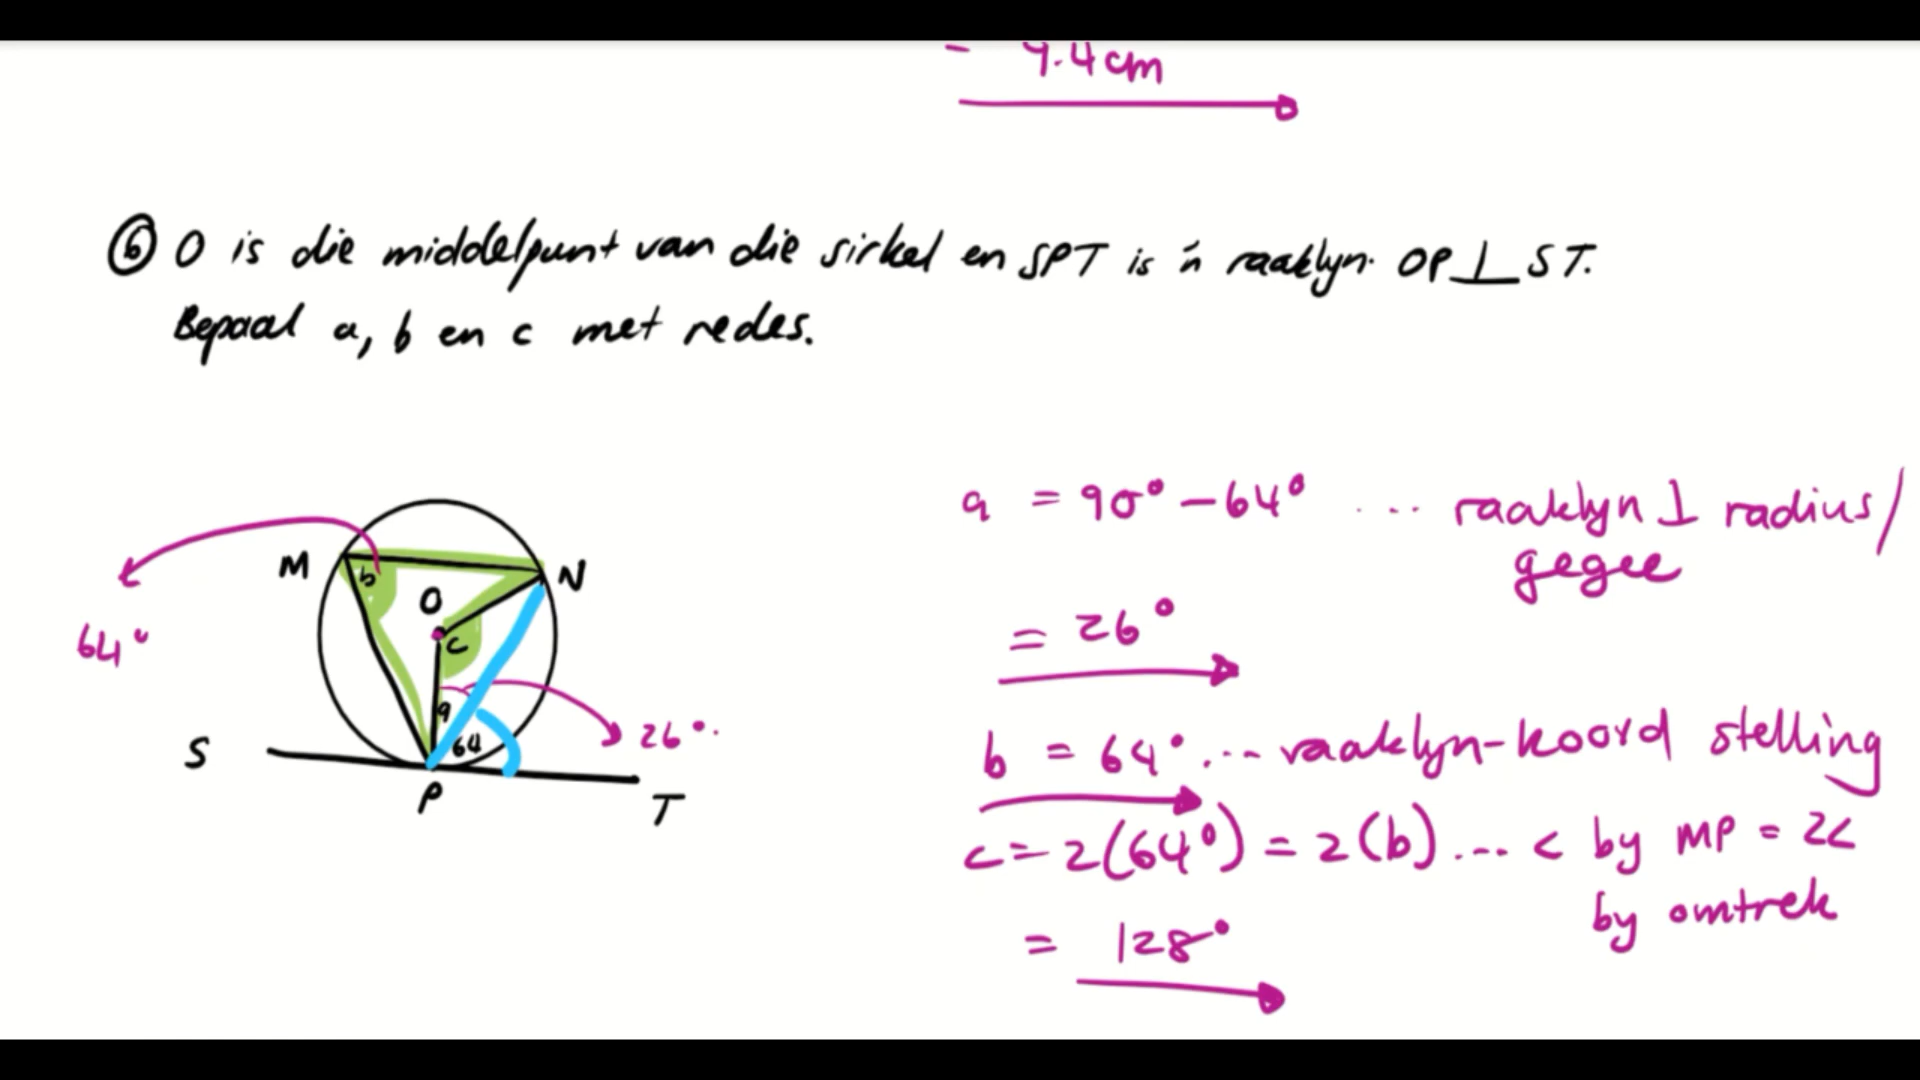 = 9.4cm
ⓑ O is die middelpunt van die sirkel en SPT is 'n raaklyn. OP ⊥ ST.
Bepaal a, b en c met redes.
M
N
b
O
c
a
64
S
P
T
64°
26°.
a = 90° - 64° ... raaklyn ⊥ radius/
gegee
= 26°
b = 64° ... raaklyn-koord stelling
c = 2(64°) = 2(b) ... < by MP = 2<
by omtrek
= 128°